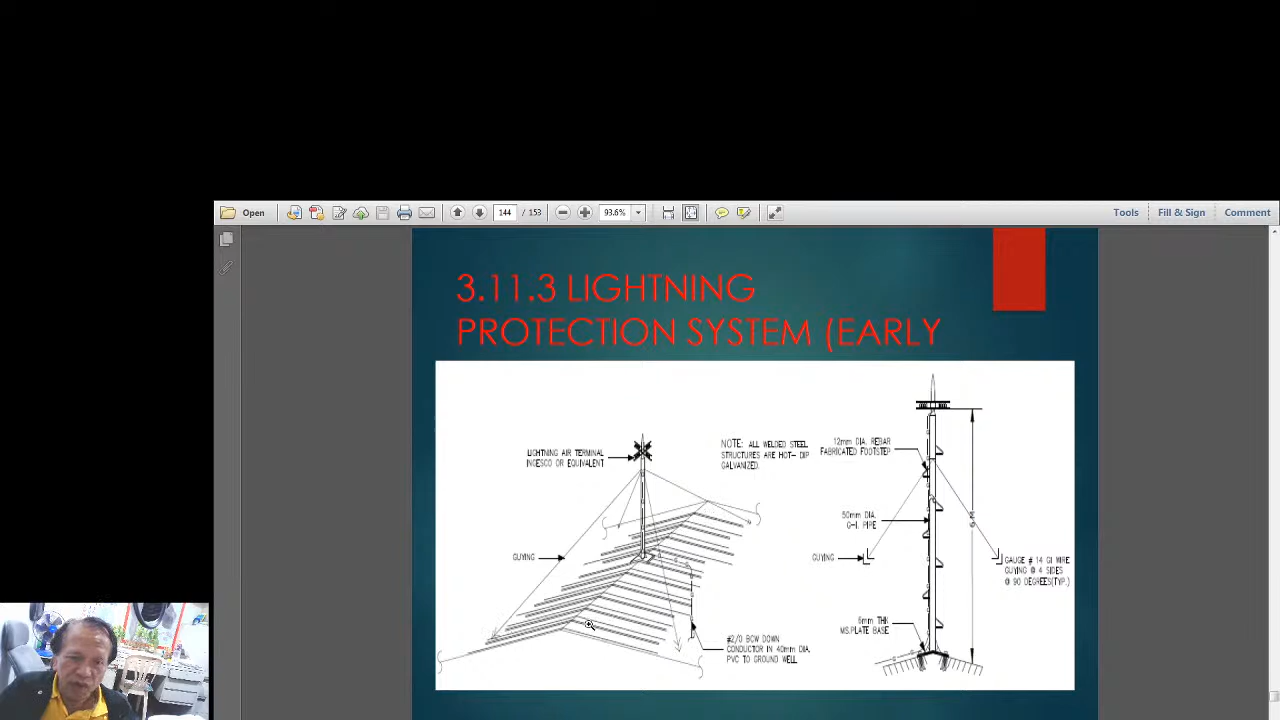 Open
144
/ 153
93.6%
Tools
Fill & Sign
Comment
3.11.3 LIGHTNING
PROTECTION SYSTEM (EARLY
LIGHTNING AIR TERMINAL
INGESCO OR EQUIVALENT
NOTE: ALL WELDED STEEL
STRUCTURES ARE HOT- DIP
GALVANIZED.
12mm DIA. REBAR
FABRICATED FOOTSTEP
50mm DIA.
G-I. PIPE
GUYING
GUYING
GAUGE # 14 GI WIRE
GUYING @ 4 SIDES
@ 90 DEGREES(TYP.)
6mm THK
MS.PLATE BASE
#2/0 BCW DOWN
CONDUCTOR IN 40mm DIA.
PVC TO GROUND WELL